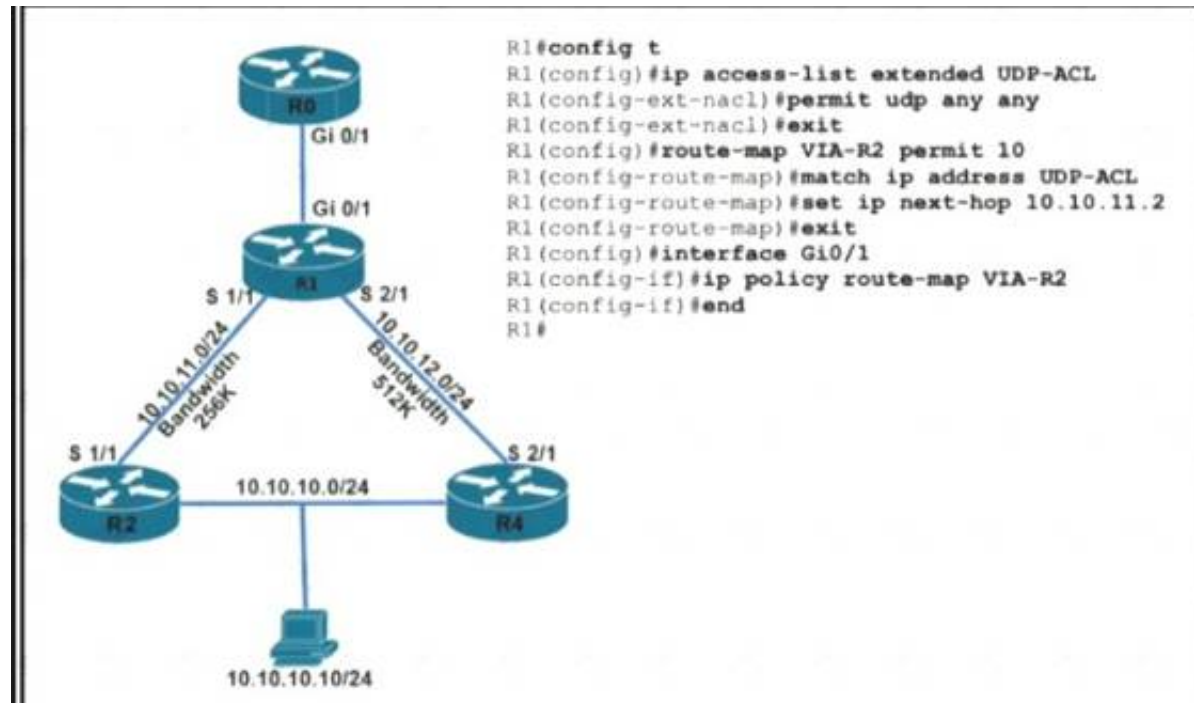 R1#config t
R1(config)#ip access-list extended UDP-ACL
R1(config-ext-nacl)#permit udp any any
R1(config-ext-nacl)#exit
R1(config)#route-map VIA-R2 permit 10
R1(config-route-map)#match ip address UDP-ACL
R1(config-route-map)#set ip next-hop 10.10.11.2
R1(config-route-map)#exit
R1(config)#interface Gi0/1
R1(config-if)#ip policy route-map VIA-R2
R1(config-if)#end
R1#
R0
Gi 0/1
Gi 0/1
R1
S 1/1
S 2/1
10.10.11.0/24
Bandwidth
256K
10.10.12.0/24
Bandwidth
512K
S 1/1
S 2/1
R2
10.10.10.0/24
R4
10.10.10.10/24